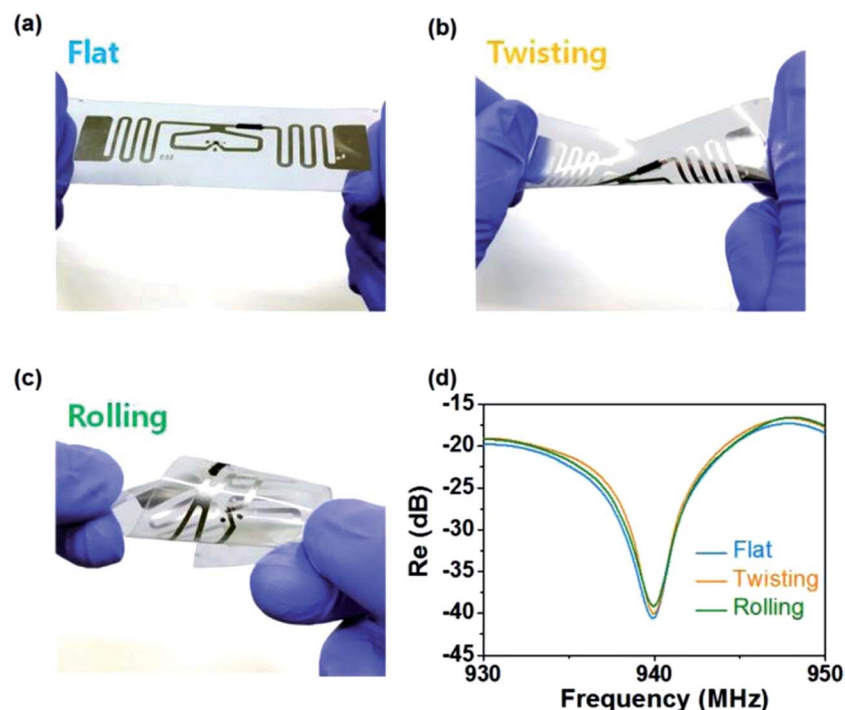 (a)
Flat
(b)
Twisting
(c)
Rolling
(d)
-15
-20
-25
-30
-35
-40
-45
Re (dB)
Flat
Twisting
Rolling
930
940
950
Frequency (MHz)